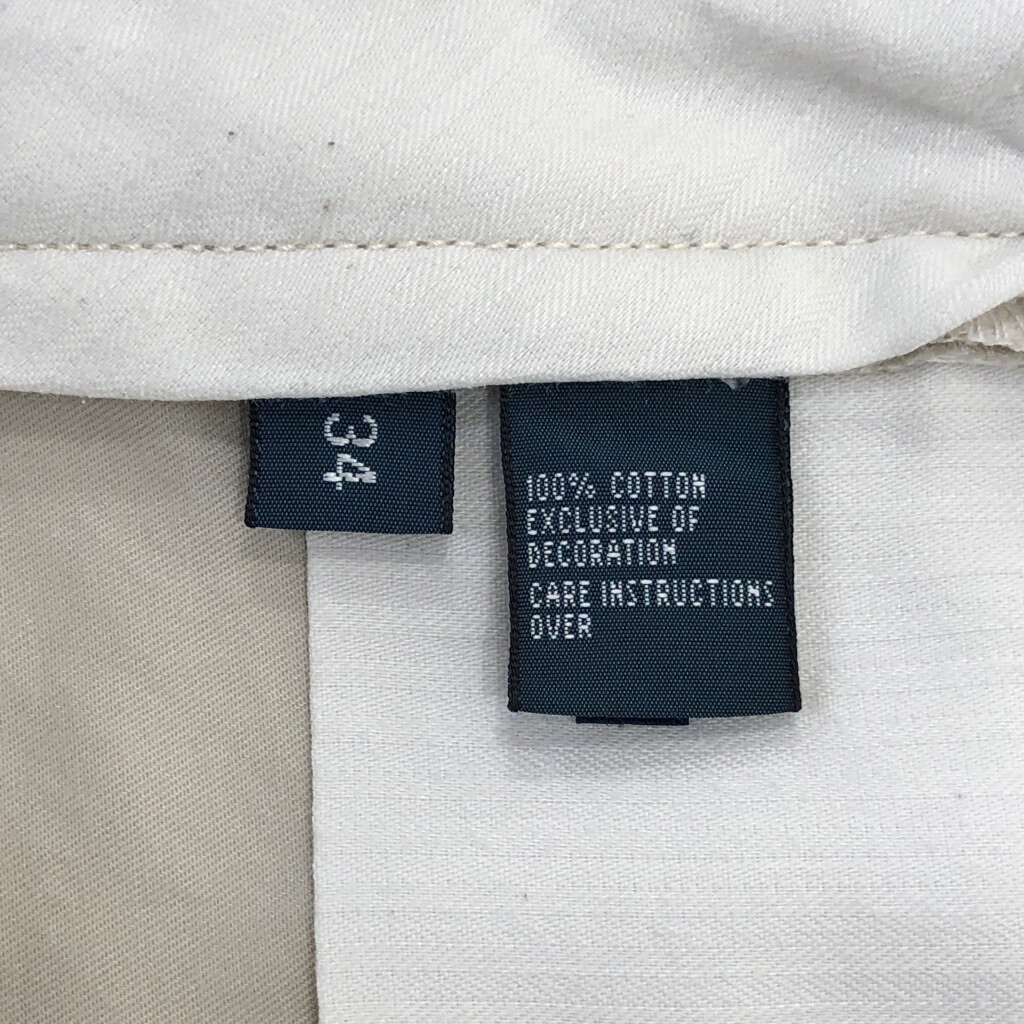 34
100% COTTON
EXCLUSIVE OF
DECORATION
CARE INSTRUCTIONS
OVER